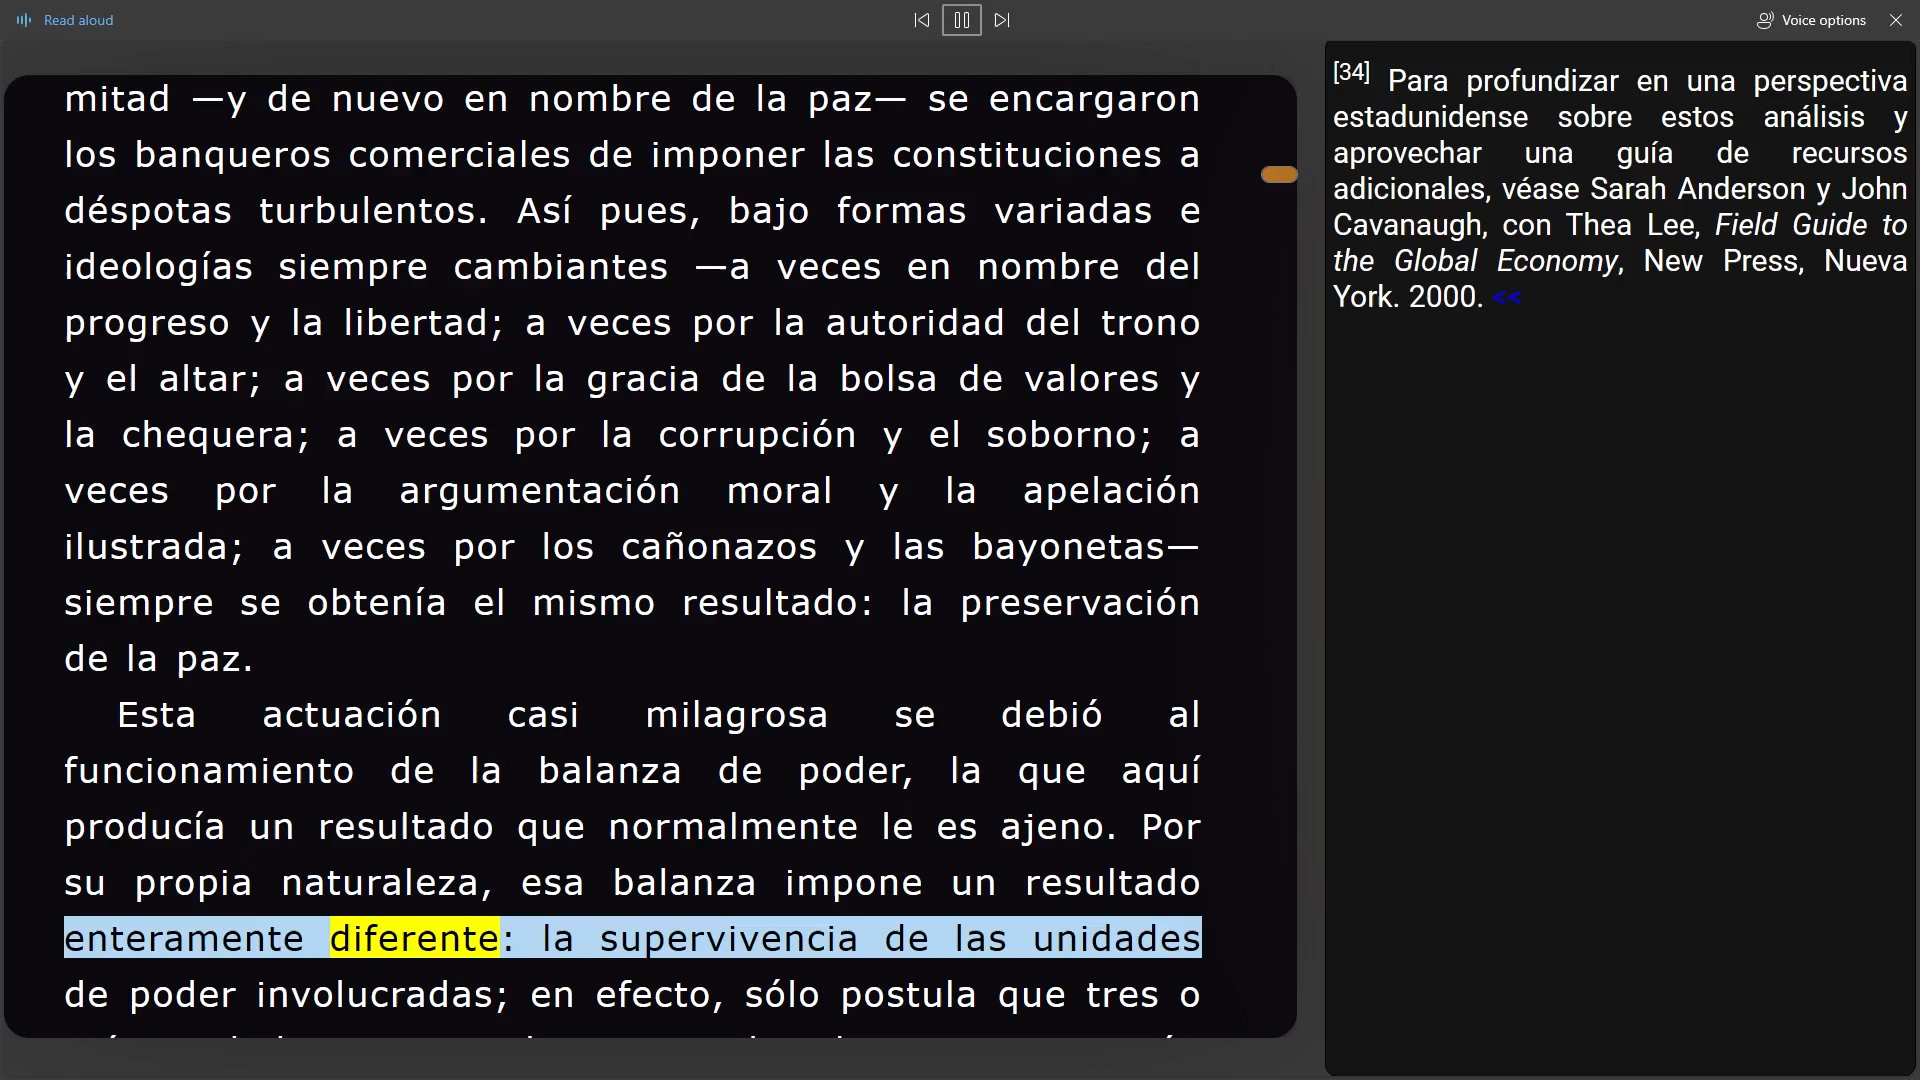 Read aloud
Voice options
mitad —y de nuevo en nombre de la paz— se encargaron
los banqueros comerciales de imponer las constituciones a
déspotas turbulentos. Así pues, bajo formas variadas e
ideologías siempre cambiantes —a veces en nombre del
progreso y la libertad; a veces por la autoridad del trono
y el altar; a veces por la gracia de la bolsa de valores y
la chequera; a veces por la corrupción y el soborno; a
veces por la argumentación moral y la apelación
ilustrada; a veces por los cañonazos y las bayonetas—
siempre se obtenía el mismo resultado: la preservación
de la paz.
Esta actuación casi milagrosa se debió al
funcionamiento de la balanza de poder, la que aquí
producía un resultado que normalmente le es ajeno. Por
su propia naturaleza, esa balanza impone un resultado
enteramente diferente: la supervivencia de las unidades
de poder involucradas; en efecto, sólo postula que tres o
[34] Para profundizar en una perspectiva
estadunidense sobre estos análisis y
aprovechar una guía de recursos
adicionales, véase Sarah Anderson y John
Cavanaugh, con Thea Lee, Field Guide to
the Global Economy, New Press, Nueva
York. 2000. <<